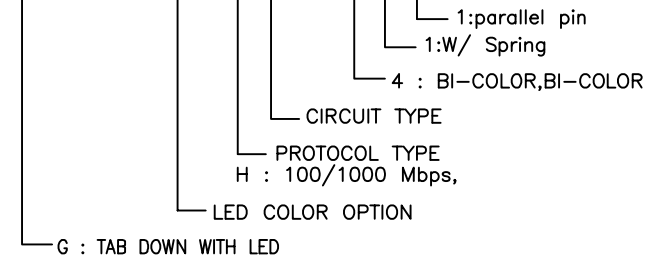 1:parallel pin
1:W/ Spring
4 : BI-COLOR,BI-COLOR
CIRCUIT TYPE
PROTOCOL TYPE
H : 100/1000 Mbps,
LED COLOR OPTION
G : TAB DOWN WITH LED